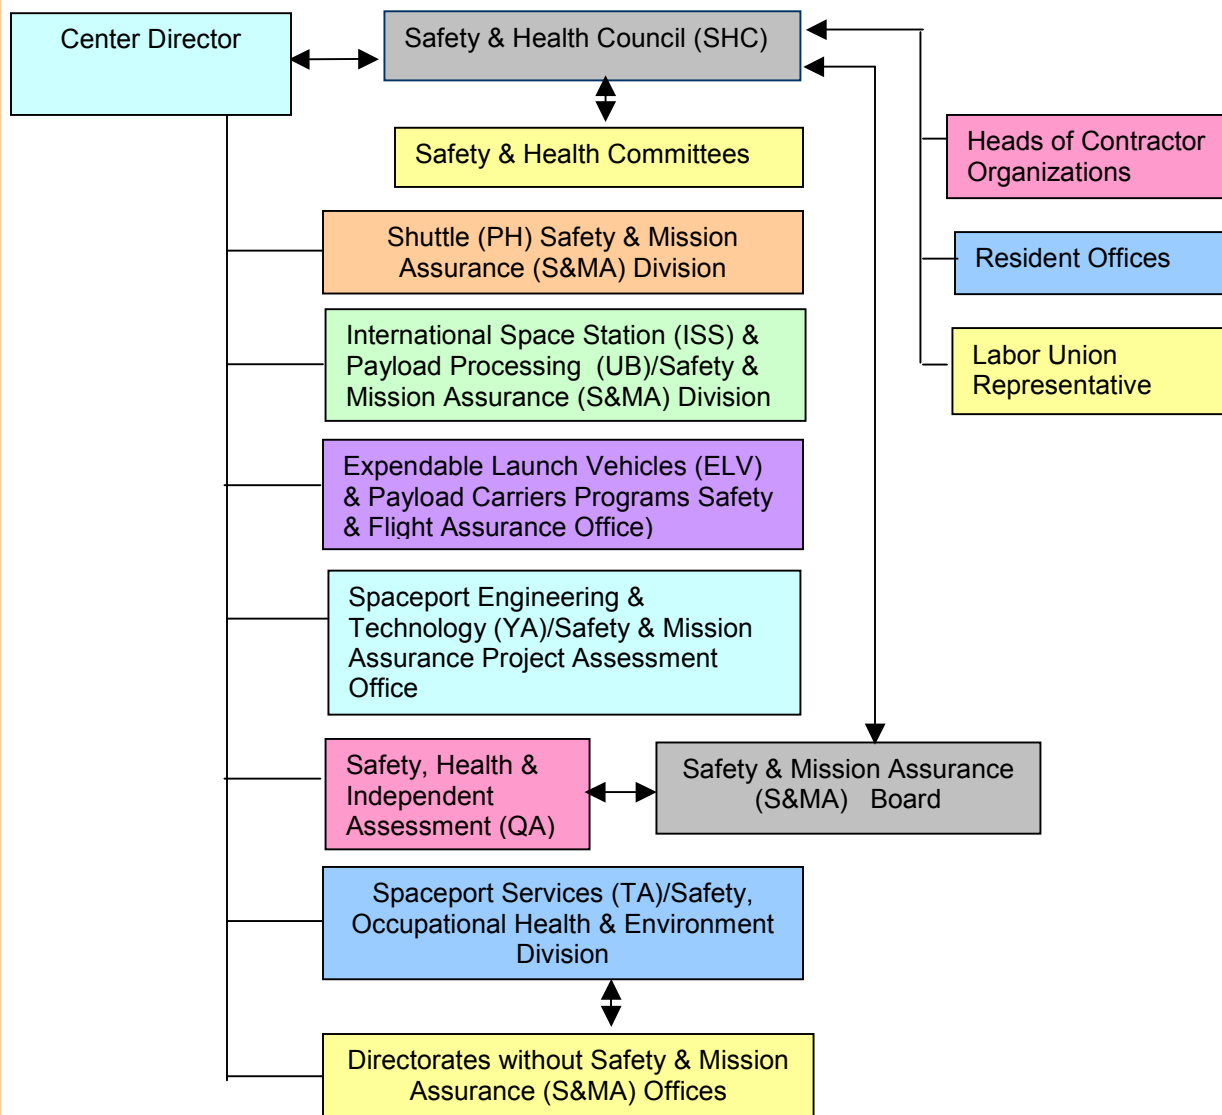 Center Director
Safety & Health Council (SHC)
Safety & Health Committees
Heads of Contractor
Organizations
Resident Offices
Labor Union
Representative
Shuttle (PH) Safety & Mission
Assurance (S&MA) Division
International Space Station (ISS) &
Payload Processing (UB)/Safety &
Mission Assurance (S&MA) Division
Expendable Launch Vehicles (ELV)
& Payload Carriers Programs Safety
& Flight Assurance Office)
Spaceport Engineering &
Technology (YA)/Safety & Mission
Assurance Project Assessment
Office
Safety, Health &
Independent
Assessment (QA)
Safety & Mission Assurance
(S&MA) Board
Spaceport Services (TA)/Safety,
Occupational Health & Environment
Division
Directorates without Safety & Mission
Assurance (S&MA) Offices